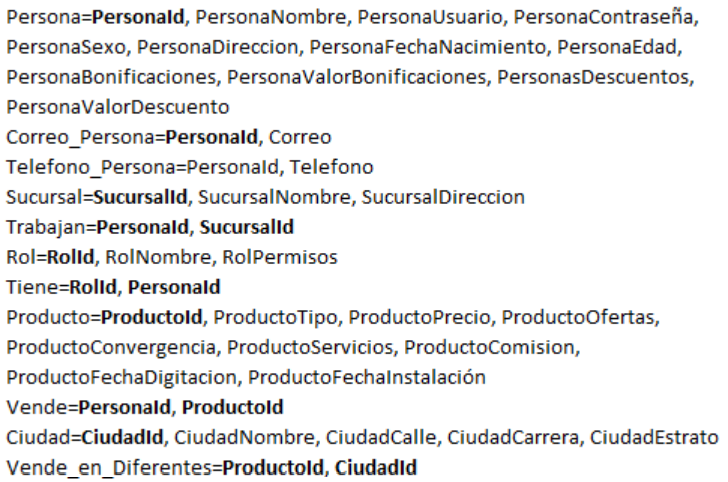 Persona=PersonaId, PersonaNombre, PersonaUsuario, PersonaContraseña,
PersonaSexo, PersonaDireccion, PersonaFechaNacimiento, PersonaEdad,
PersonaBonificaciones, PersonaValorBonificaciones, PersonasDescuentos,
PersonaValorDescuento
Correo_Persona=PersonaId, Correo
Telefono_Persona=PersonaId, Telefono
Sucursal=SucursalId, SucursalNombre, SucursalDireccion
Trabajan=PersonaId, SucursalId
Rol=RolId, RolNombre, RolPermisos
Tiene=RolId, PersonaId
Producto=ProductoId, ProductoTipo, ProductoPrecio, ProductoOfertas,
ProductoConvergencia, ProductoServicios, ProductoComision,
ProductoFechaDigitacion, ProductoFechaInstalación
Vende=PersonaId, ProductoId
Ciudad=CiudadId, CiudadNombre, CiudadCalle, CiudadCarrera, CiudadEstrato
Vende_en_Diferentes=ProductoId, CiudadId